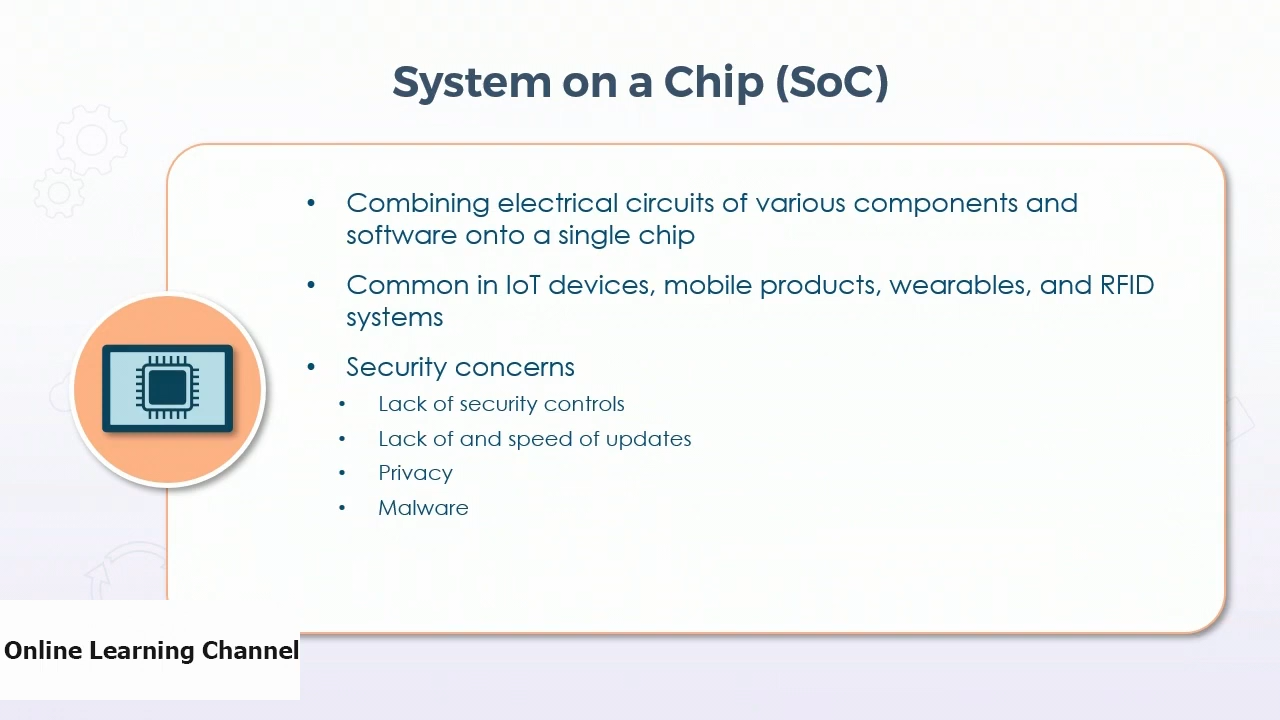 System on a Chip (SoC)
• Combining electrical circuits of various components and
software onto a single chip
• Common in IoT devices, mobile products, wearables, and RFID
systems
• Security concerns
• Lack of security controls
• Lack of and speed of updates
• Privacy
• Malware
Online Learning Channel